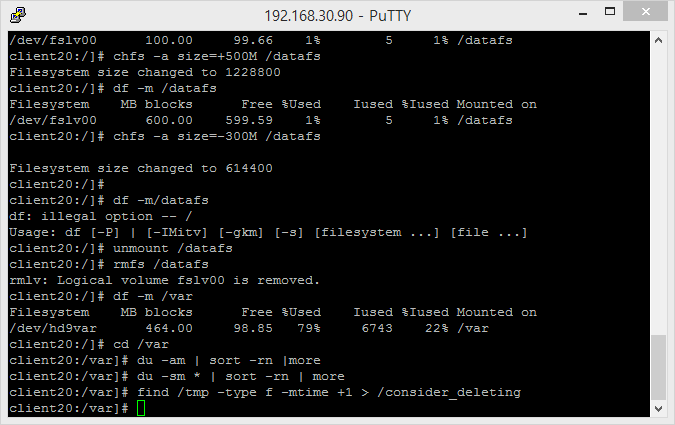 192.168.30.90 - PuTTY
/dev/fslv00      100.00     99.66    1%        5     1% /datafs
client20:/]# chfs -a size=+500M /datafs
Filesystem size changed to 1228800
client20:/]# df -m /datafs
Filesystem    MB blocks      Free %Used    Iused %Iused Mounted on
/dev/fslv00      600.00    599.59    1%        5     1% /datafs
client20:/]# chfs -a size=-300M /datafs
Filesystem size changed to 614400
client20:/]#
client20:/]# df -m/datafs
df: illegal option -- /
Usage: df [-P] | [-IMitv] [-gkm] [-s] [filesystem ...] [file ...]
client20:/]# unmount /datafs
client20:/]# rmfs /datafs
rmlv: Logical volume fslv00 is removed.
client20:/]# df -m /var
Filesystem    MB blocks      Free %Used    Iused %Iused Mounted on
/dev/hd9var      464.00     98.85   79%     6743    22% /var
client20:/]# cd /var
client20:/var]# du -am | sort -rn |more
client20:/var]# du -sm * | sort -rn | more
client20:/var]# find /tmp -type f -mtime +1 > /consider_deleting
client20:/var]#